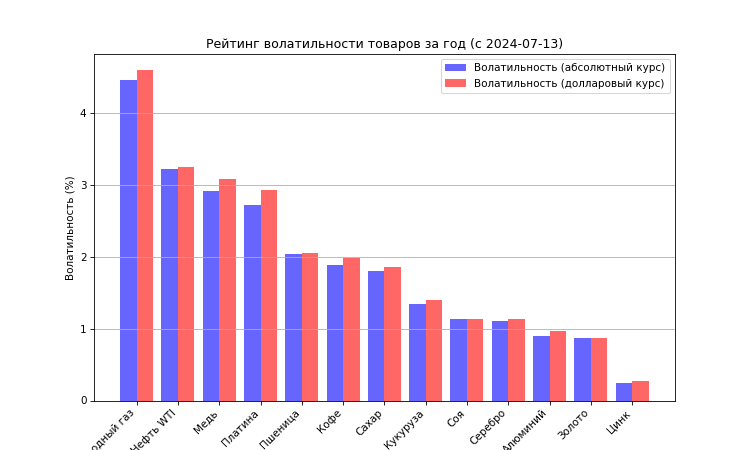 Рейтинг волатильности товаров за год (с 2024-07-13)
Волатильность (абсолютный курс)
Волатильность (долларовый курс)
Волатильность (%)
4
3
2
1
0
одный газ
Нефть WTI
Медь
Платина
Пшеница
Кофе
Сахар
Кукуруза
Соя
Серебро
Алюминий
Золото
Цинк